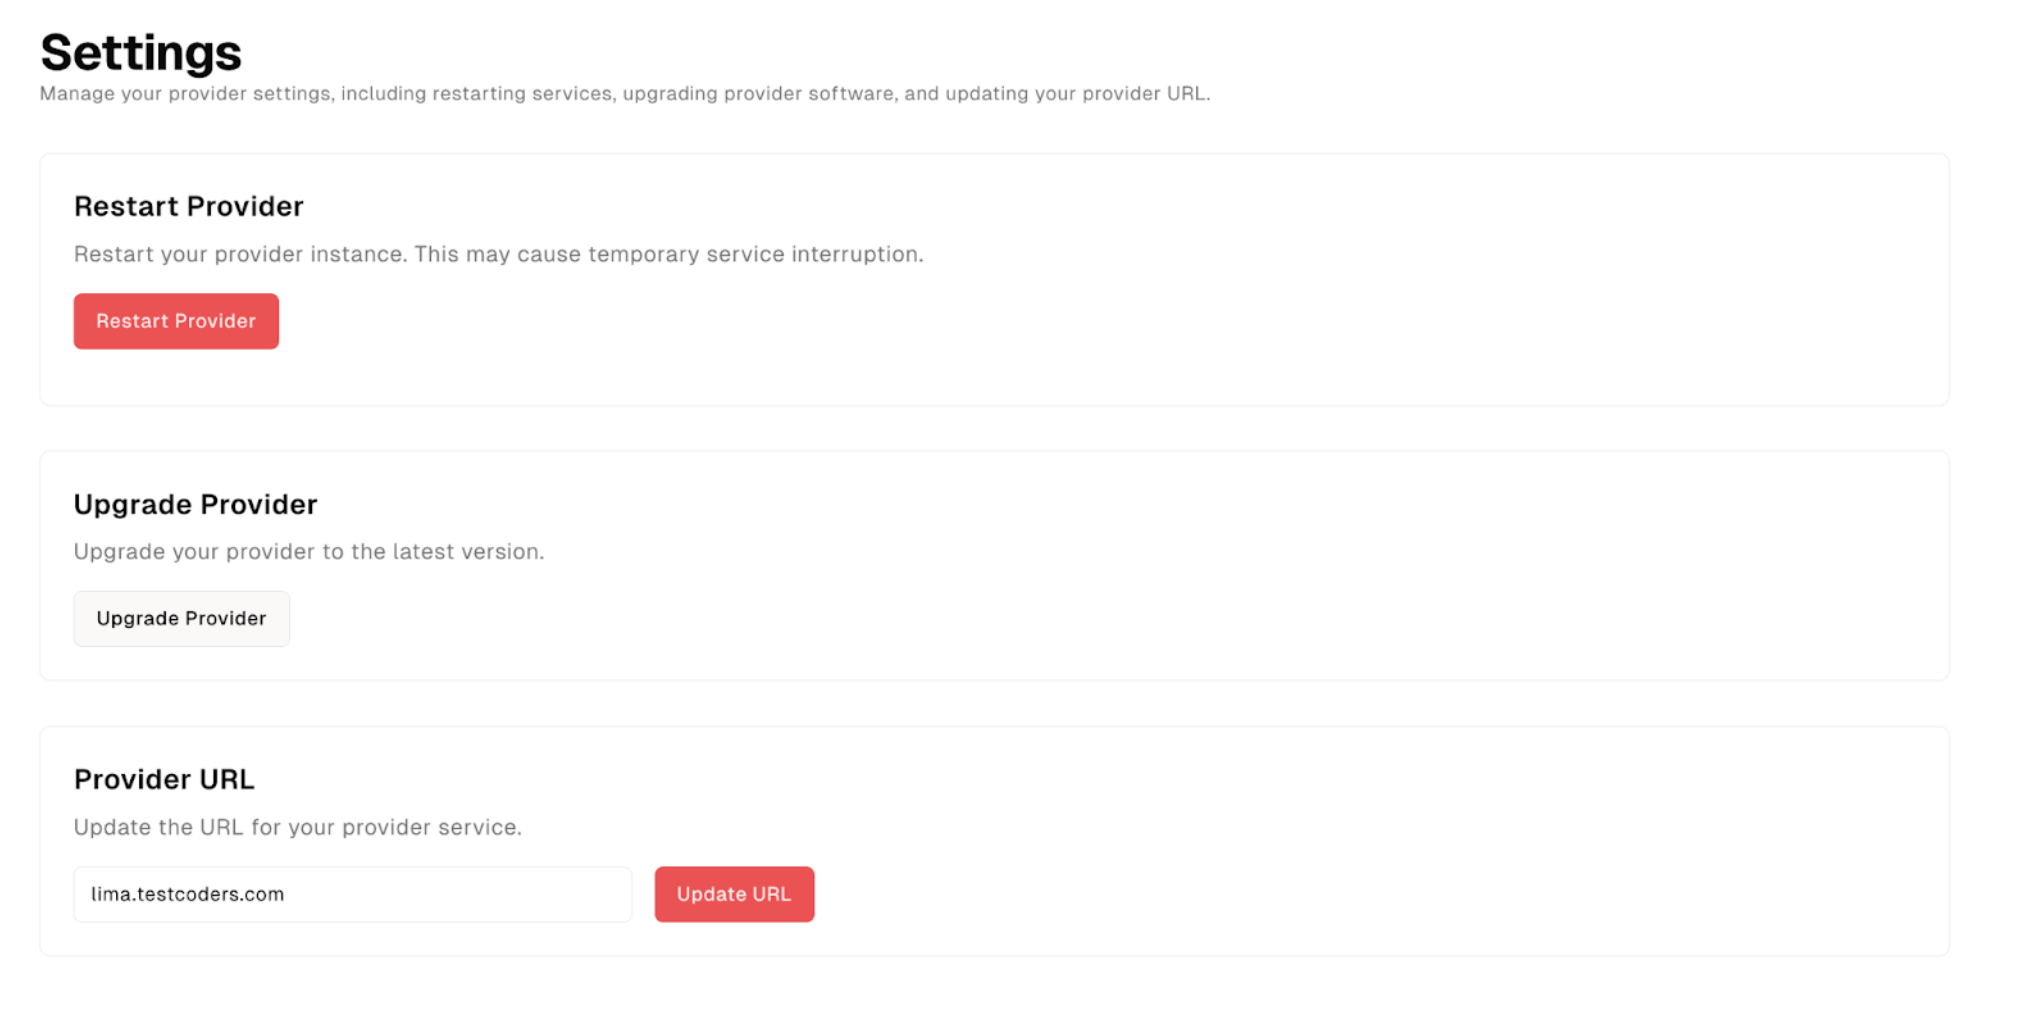 Settings
Manage your provider settings, including restarting services, upgrading provider software, and updating your provider URL.
Restart Provider
Restart your provider instance. This may cause temporary service interruption.
Restart Provider
Upgrade Provider
Upgrade your provider to the latest version.
Upgrade Provider
Provider URL
Update the URL for your provider service.
lima.testcoders.com
Update URL